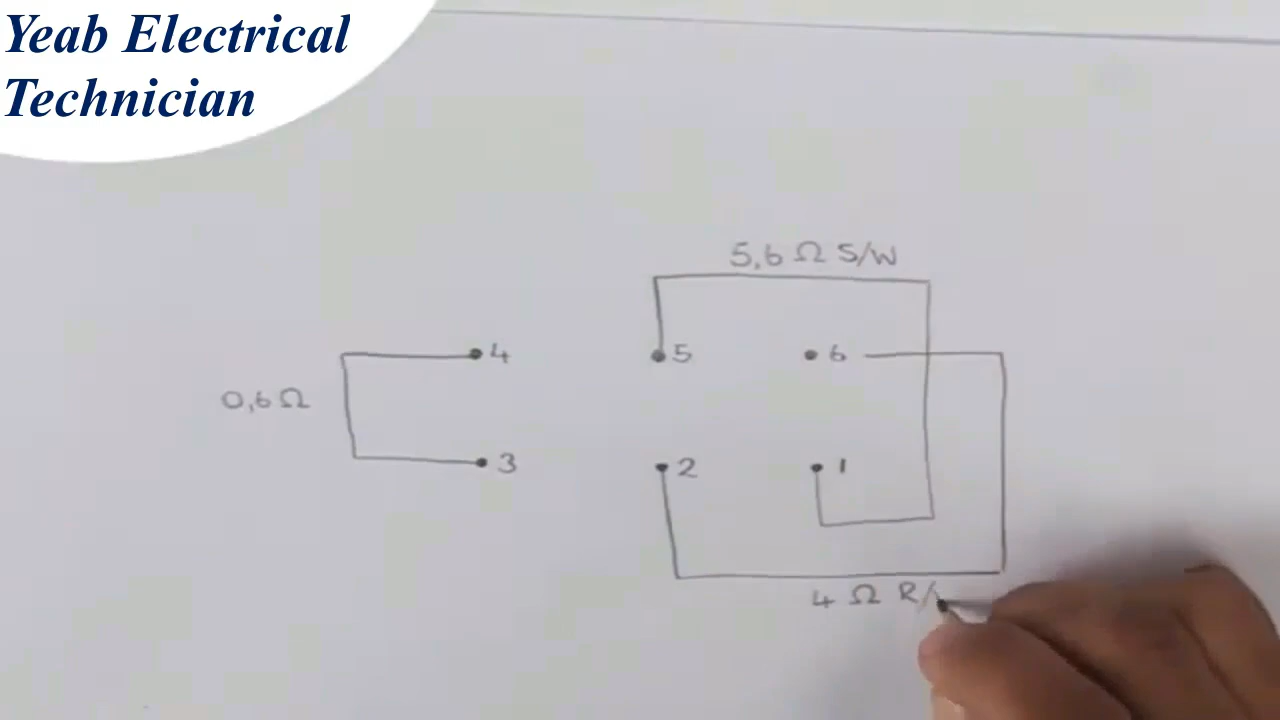 Yeab Electrical
Technician
5,6 Ω S/W
4
5
6
0,6 Ω
3
2
1
4 Ω R/